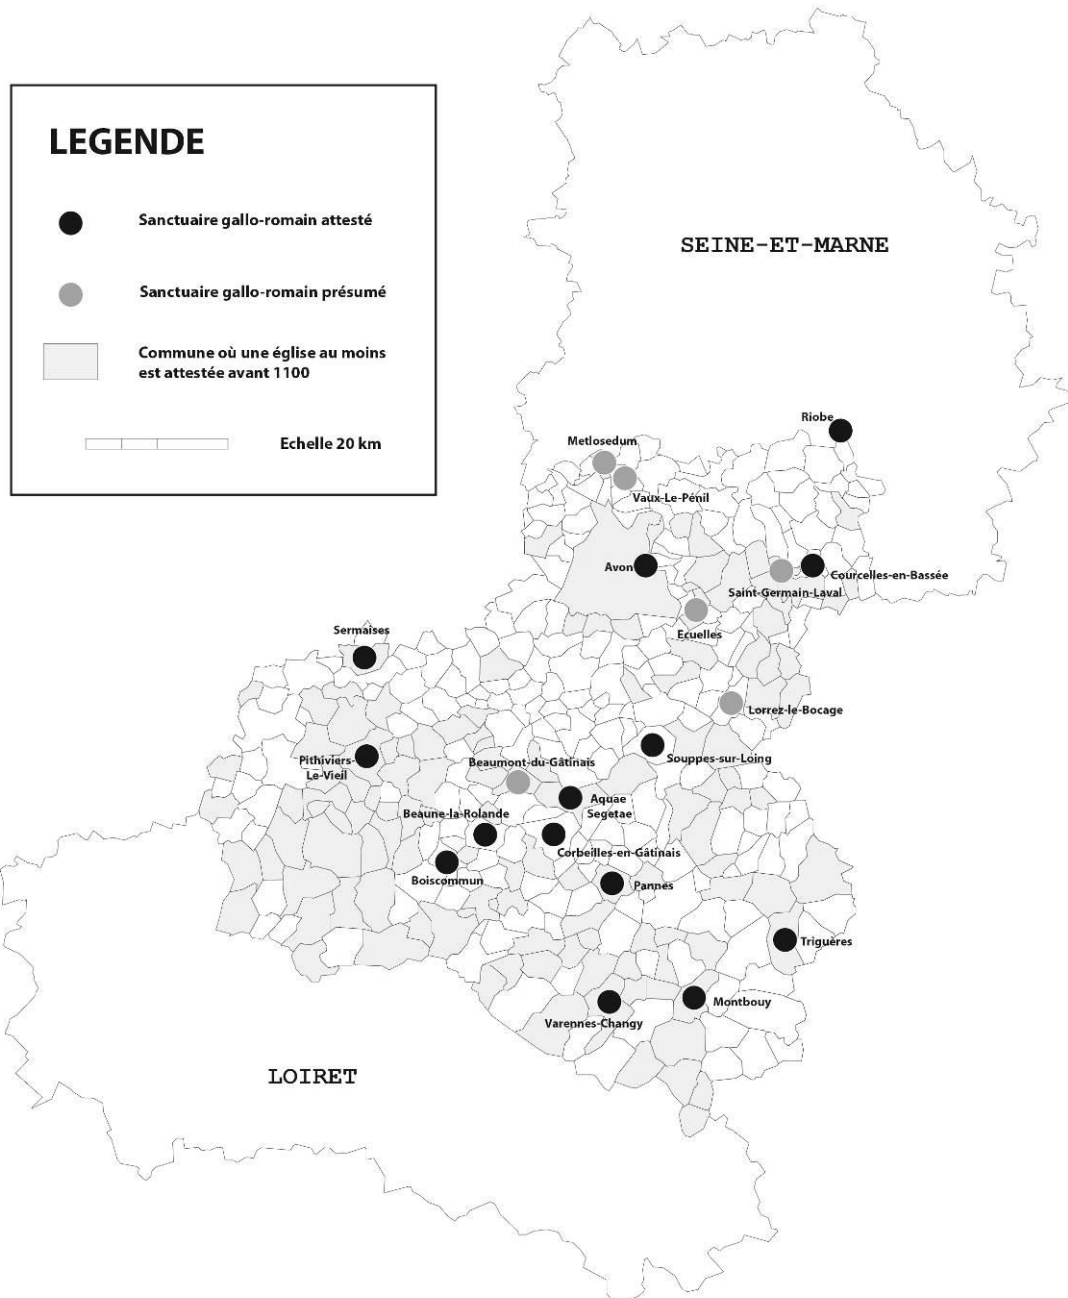 LEGENDE
Sanctuaire gallo-romain attesté
Sanctuaire gallo-romain présumé
Commune où une église au moins
est attestée avant 1100
Echelle 20 km
SEINE-ET-MARNE
Riobe
Metlosedum
Vaux-Le-Pénil
Avon
Courcelles-en-Bassée
Saint-Germain-Laval
Ecuelles
Sermaises
Lorrez-le-Bocage
Souppes-sur-Loing
Pithiviers-
Le-Vieil
Beaumont-du-Gâtinais
Aquae
Segetae
Beaune-la-Rolande
Corbeilles-en-Gâtinais
Boiscommun
Pannes
Triguères
Montbouy
Varennes-Changy
LOIRET